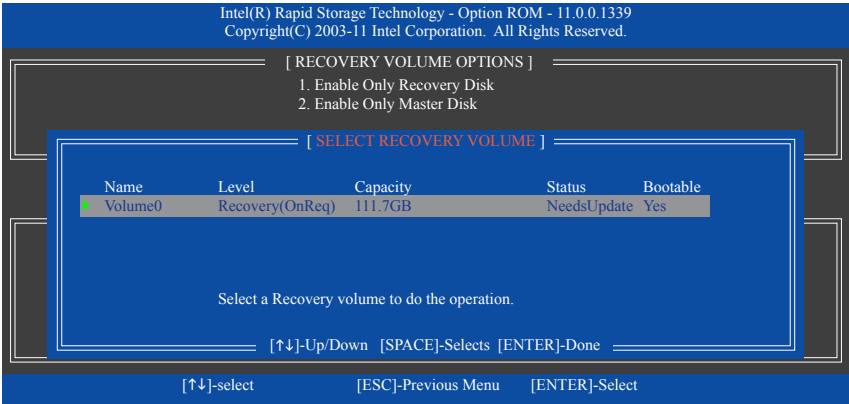 Intel(R) Rapid Storage Technology - Option ROM - 11.0.0.1339
Copyright(C) 2003-11 Intel Corporation. All Rights Reserved.
[ RECOVERY VOLUME OPTIONS ]
1. Enable Only Recovery Disk
2. Enable Only Master Disk
[ SELECT RECOVERY VOLUME ]
Name Level Capacity Status Bootable
Volume0 Recovery(OnReq) 111.7GB NeedsUpdate Yes
Select a Recovery volume to do the operation.
[↑↓]-Up/Down [SPACE]-Selects [ENTER]-Done
[↑↓]-select [ESC]-Previous Menu [ENTER]-Select